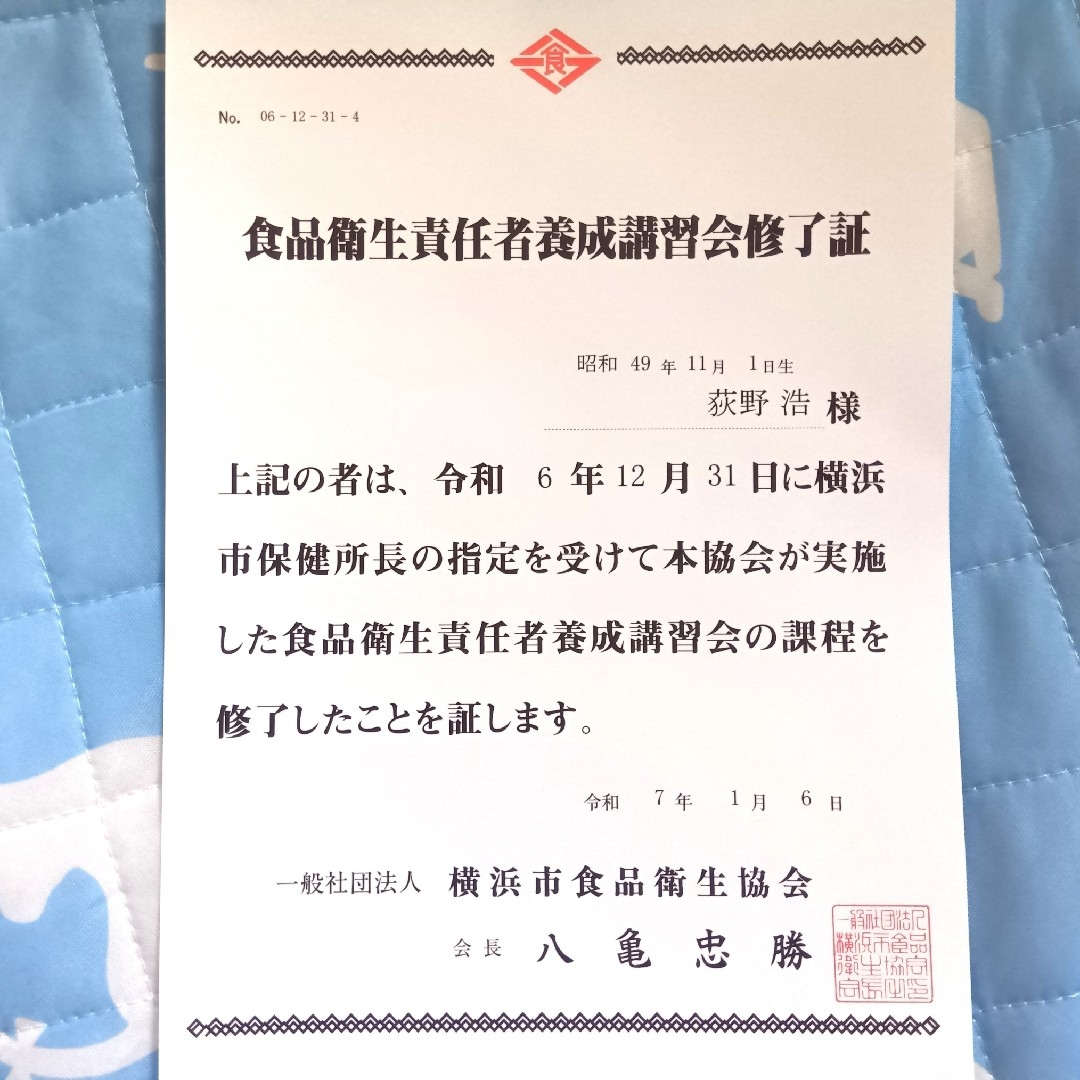 食
No. 06-12-31-4
食品衛生責任者養成講習会修了証
昭和 49 年 11 月 1 日生
荻野 浩 様
上記の者は、令和 6 年 12 月 31 日に横浜
市保健所長の指定を受けて本協会が実施
した食品衛生責任者養成講習会の課程を
修了したことを証します。
令和 7 年 1 月 6 日
一般社団法人 横浜市食品衛生協会
会長 八亀忠勝